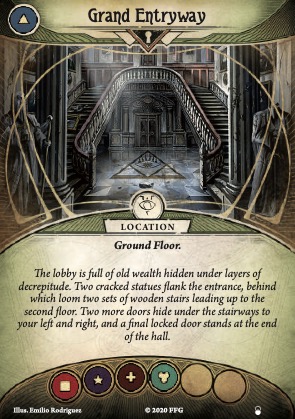 Grand Entryway
LOCATION
Ground Floor.
The lobby is full of old wealth hidden under layers of
decrepitude. Two cracked statues flank the entrance, behind
which loom two sets of wooden stairs leading up to the
second floor. Two more doors hide under the stairways to
your left and right, and a final locked door stands at the end
of the hall.
Illus. Emilio Rodriguez
© 2020 FFG